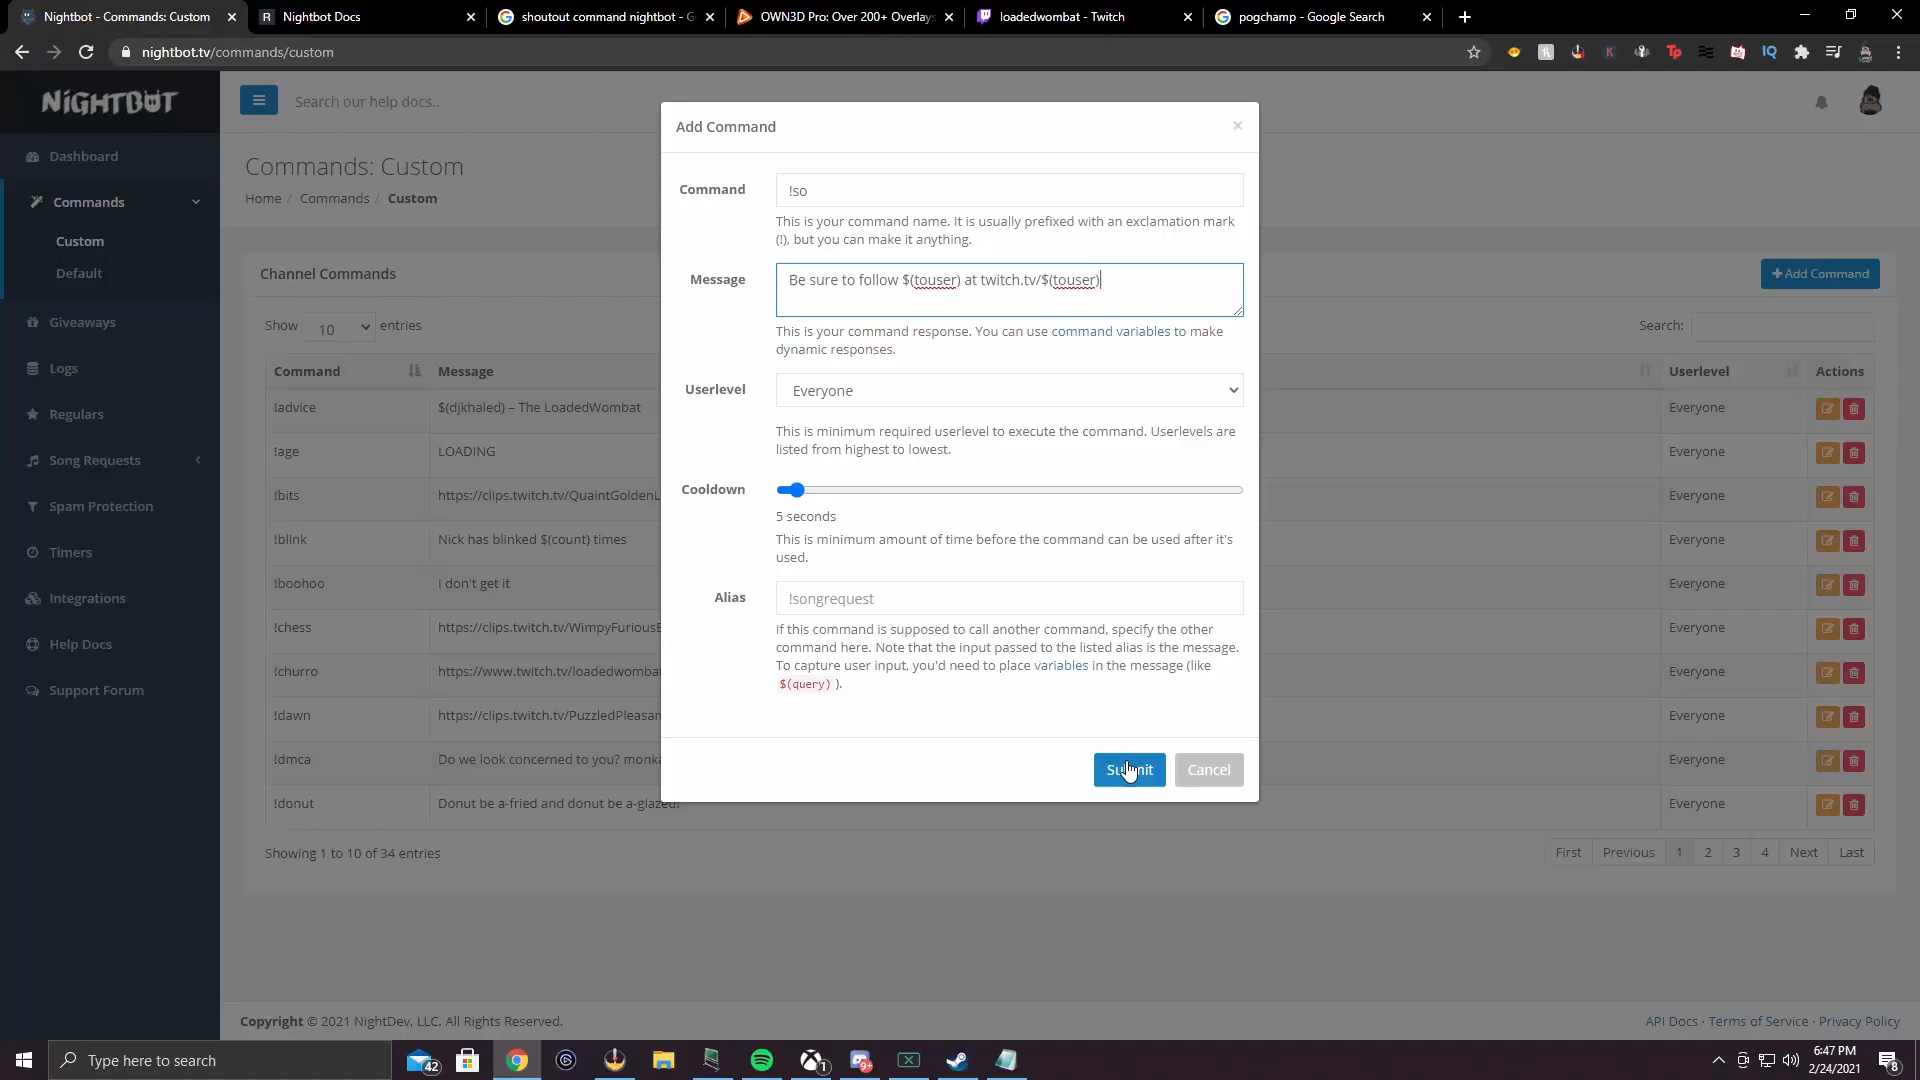 Nightbot - Commands: Custom
Nightbot Docs
shoutout command nightbot - G
OWN3D Pro: Over 200+ Overlays
loadedwombat - Twitch
pogchamp - Google Search
nightbot.tv/commands/custom
NiGHTBOT
Search our help docs..
Dashboard
Commands
Custom
Default
Giveaways
Logs
Regulars
Song Requests
Spam Protection
Timers
Integrations
Help Docs
Support Forum
Commands: Custom
Home / Commands / Custom
Channel Commands
+ Add Command
Show 10 entries
Search:
Command Message Userlevel Actions
!advice $(djkhaled) – The LoadedWombat Everyone
!age LOADING Everyone
!bits https://clips.twitch.tv/QuaintGoldenL Everyone
!blink Nick has blinked $(count) times Everyone
!boohoo I don't get it Everyone
!chess https://clips.twitch.tv/WimpyFuriousE Everyone
!churro https://www.twitch.tv/loadedwombat Everyone
!dawn https://clips.twitch.tv/PuzzledPleasan Everyone
!dmca Do we look concerned to you? monka Everyone
!donut Donut be a-fried and donut be a-glazed! Everyone
Showing 1 to 10 of 34 entries
First Previous 1 2 3 4 Next Last
Add Command
×
Command !so
This is your command name. It is usually prefixed with an exclamation mark
(!), but you can make it anything.
Message Be sure to follow $(touser) at twitch.tv/$(touser)
This is your command response. You can use command variables to make
dynamic responses.
Userlevel Everyone
This is minimum required userlevel to execute the command. Userlevels are
listed from highest to lowest.
Cooldown
5 seconds
This is minimum amount of time before the command can be used after it's
used.
Alias !songrequest
If this command is supposed to call another command, specify the other
command here. Note that the input passed to the listed alias is the message.
To capture user input, you'd need to place variables in the message (like
$(query) ).
Submit Cancel
Copyright © 2021 NightDev, LLC. All Rights Reserved.
API Docs · Terms of Service · Privacy Policy
Type here to search
42
1
9+
6:47 PM
2/24/2021
8